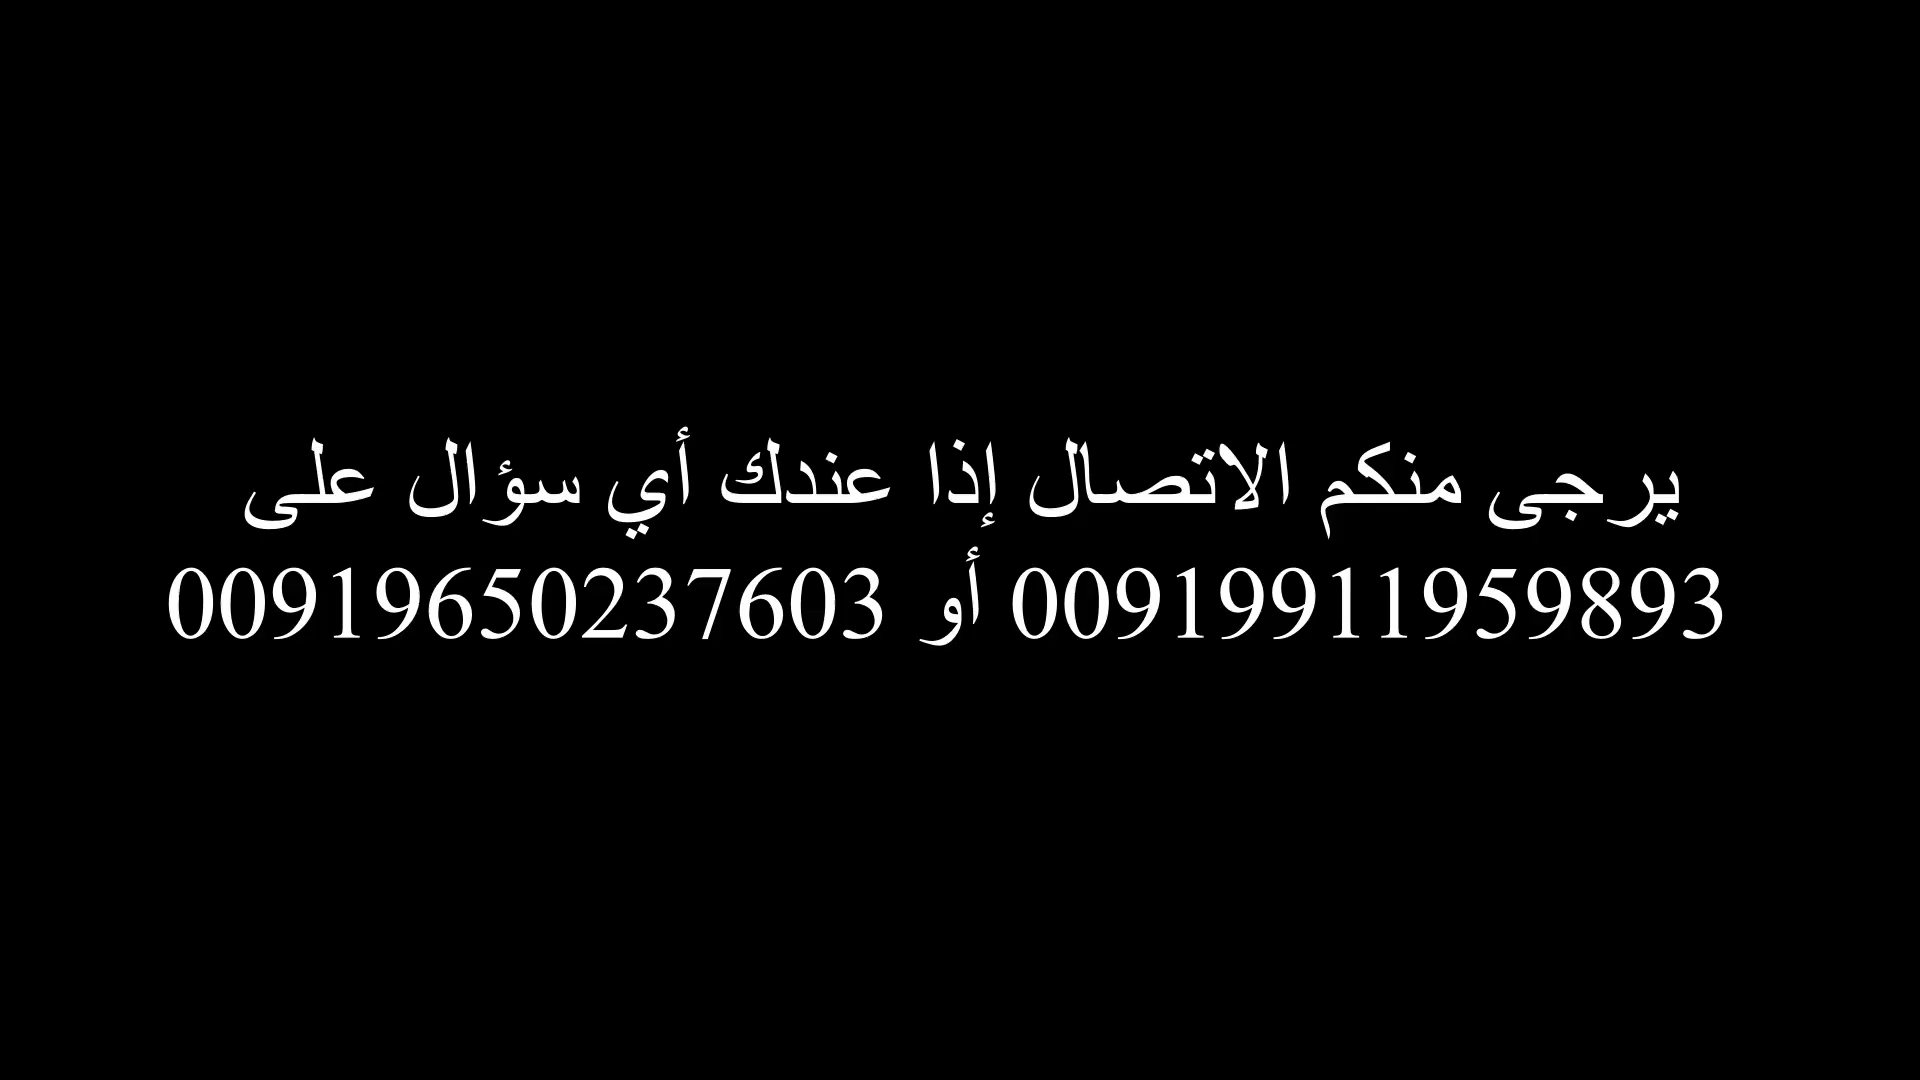 يرجى منكم الاتصال إذا عندك أي سؤال على
00919911959893 أو 00919650237603